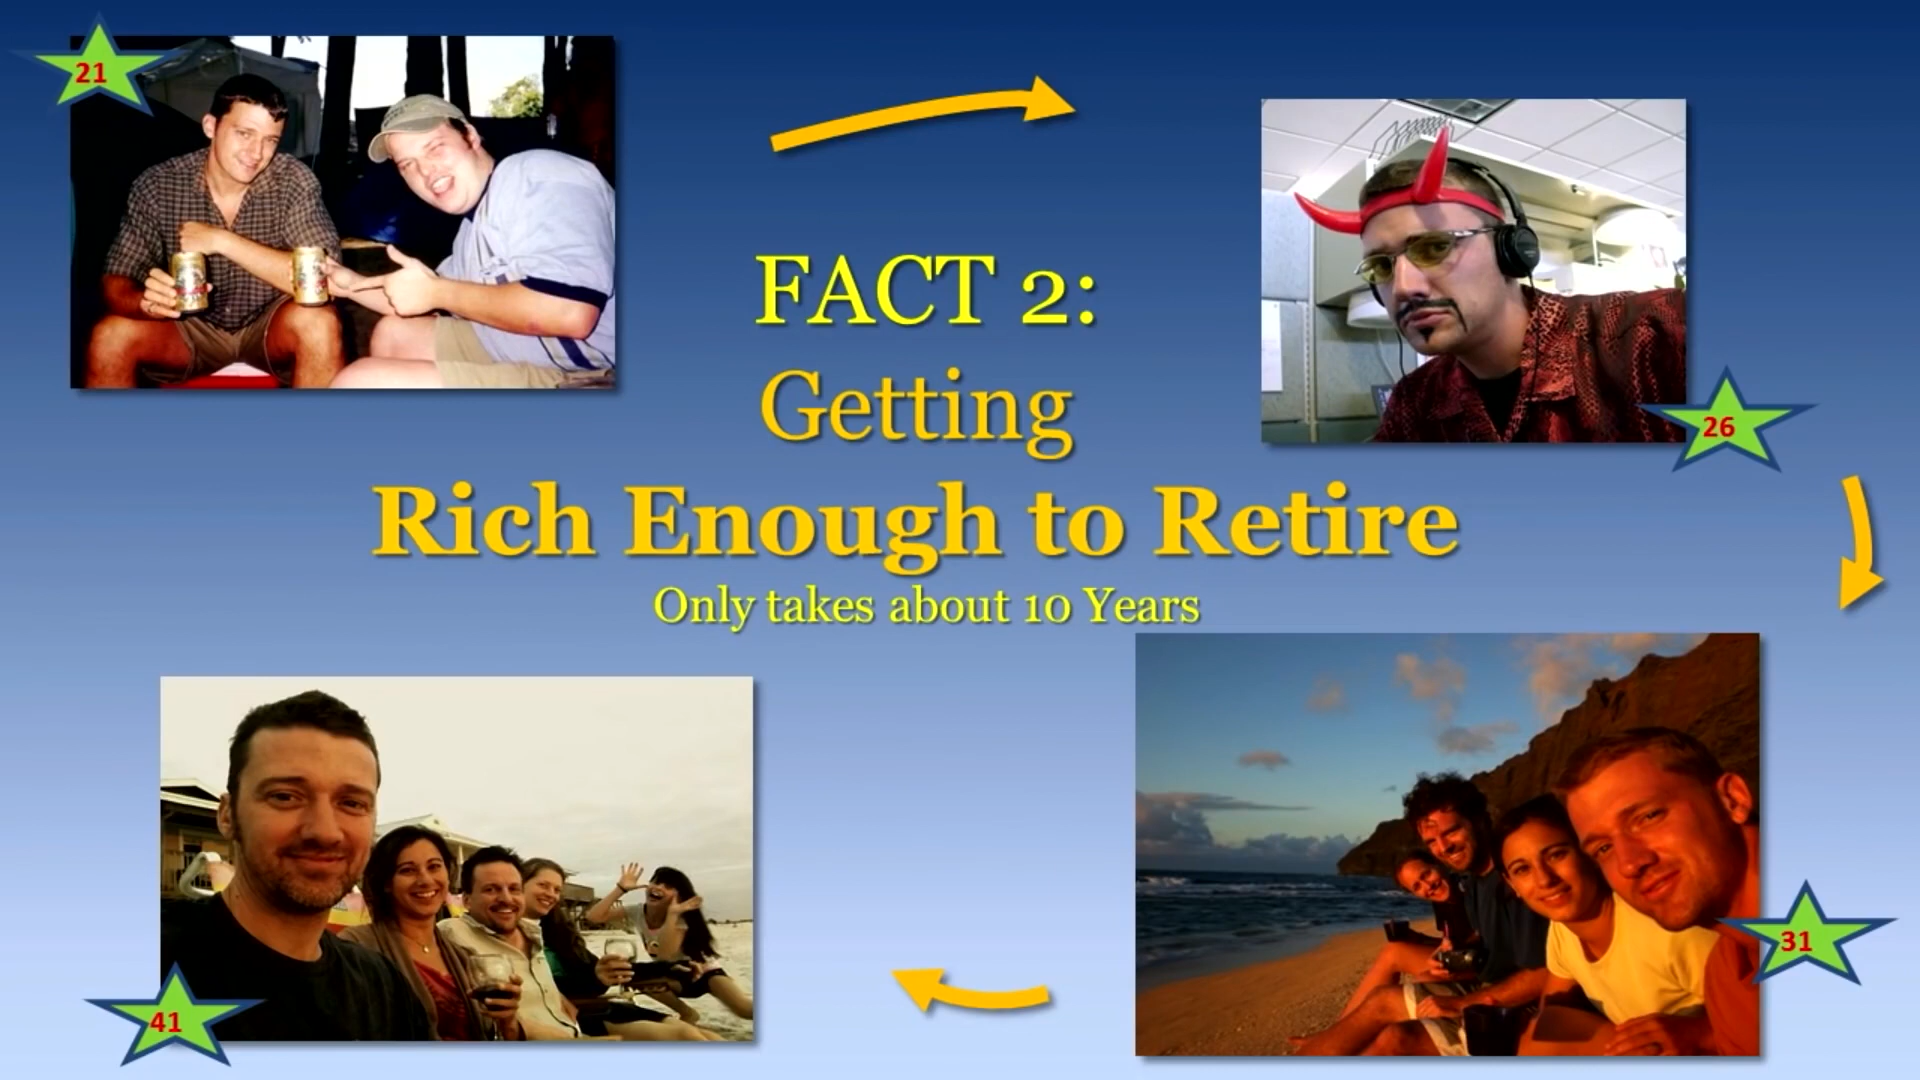 21
FACT 2:
Getting
Rich Enough to Retire
Only takes about 10 Years
26
31
41